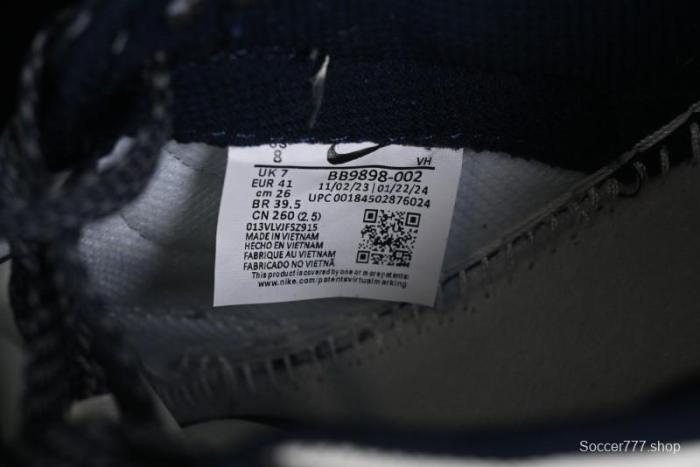 US
8
VH
UK 7
BB9898-002
EUR 41
11/02/23 | 01/22/24
cm 26
UPC 00184502876024
BR 39.5
CN 260 (2.5)
013VLVJFSZ915
MADE IN VIETNAM
HECHO EN VIETNAM
FABRIQUE AU VIETNAM
FABRICADO NO VIETNÃ
This product is covered by one or more patents:
www.nike.com/patentsvirtualmarking
Soccer777.shop